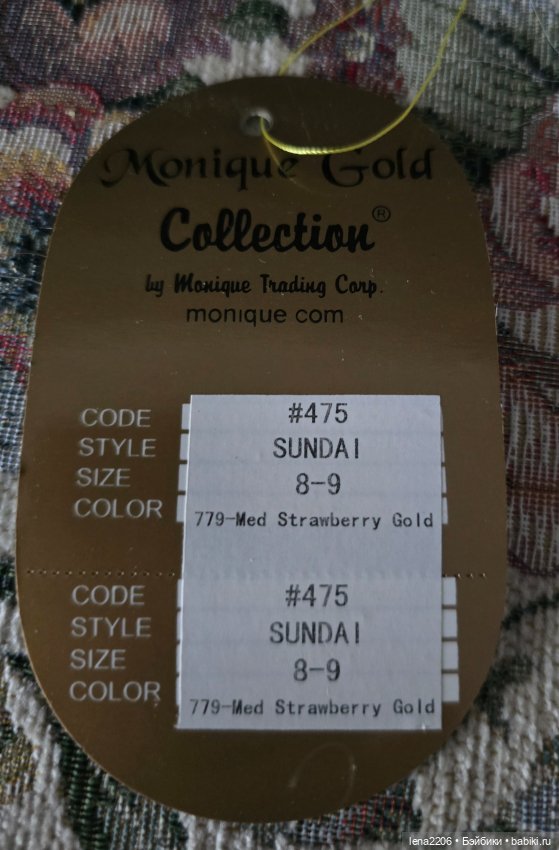 Monique Gold
Collection®
by Monique Trading Corp.
monique com
CODE #475
STYLE SUNDAI
SIZE 8-9
COLOR 779-Med Strawberry Gold
CODE #475
STYLE SUNDAI
SIZE 8-9
COLOR 779-Med Strawberry Gold
lena2206 • Бэйбики • babiki.ru